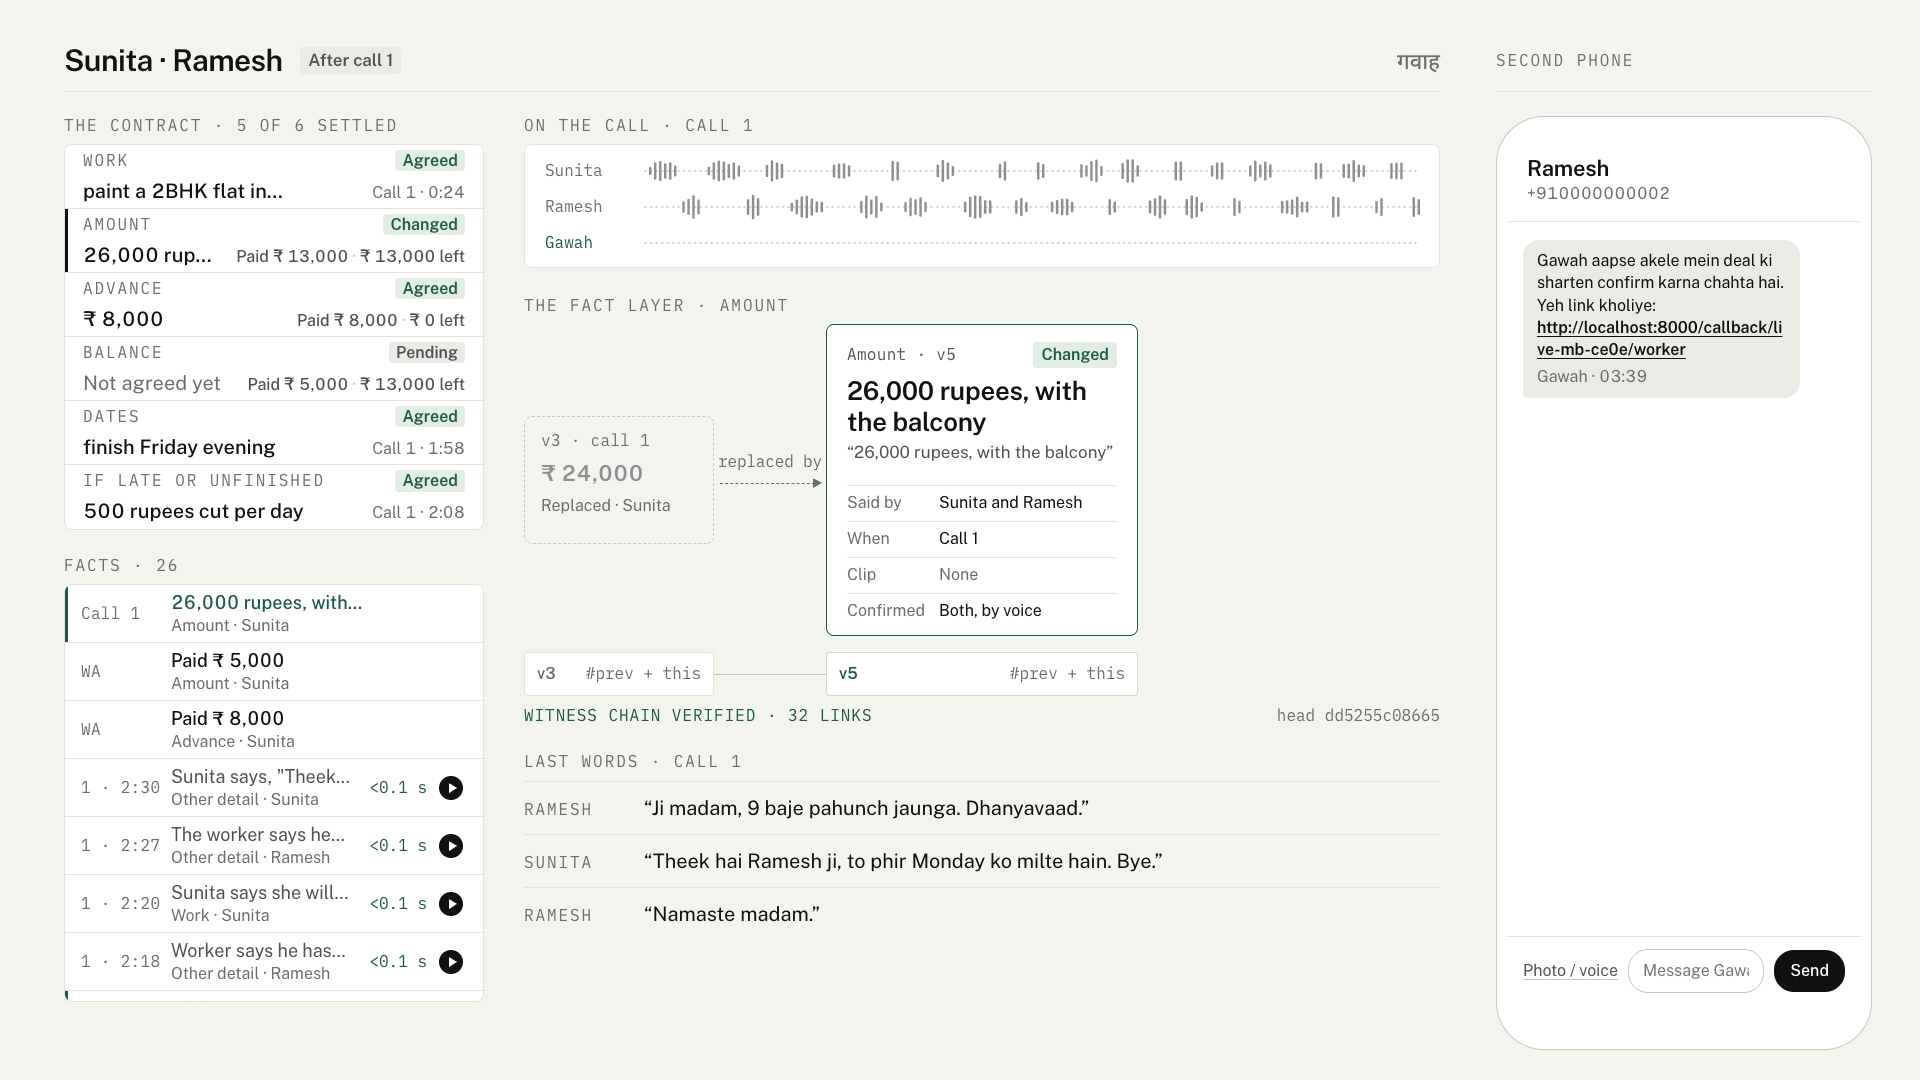 Sunita · Ramesh After call 1
गवाह
THE CONTRACT · 5 OF 6 SETTLED
WORK Agreed
paint a 2BHK flat in... Call 1 · 0:24
AMOUNT Changed
26,000 rup... Paid ₹ 13,000 · ₹ 13,000 left
ADVANCE Agreed
₹ 8,000 Paid ₹ 8,000 · ₹ 0 left
BALANCE Pending
Not agreed yet Paid ₹ 5,000 · ₹ 13,000 left
DATES Agreed
finish Friday evening Call 1 · 1:58
IF LATE OR UNFINISHED Agreed
500 rupees cut per day Call 1 · 2:08
FACTS · 26
Call 1 26,000 rupees, with...
Amount · Sunita
WA Paid ₹ 5,000
Amount · Sunita
WA Paid ₹ 8,000
Advance · Sunita
1 · 2:30 Sunita says, "Theek... <0.1 s
Other detail · Sunita
1 · 2:27 The worker says he... <0.1 s
Other detail · Ramesh
1 · 2:20 Sunita says she will... <0.1 s
Work · Sunita
1 · 2:18 Worker says he has... <0.1 s
Other detail · Ramesh
ON THE CALL · CALL 1
Sunita
Ramesh
Gawah
THE FACT LAYER · AMOUNT
v3 · call 1
₹ 24,000
Replaced · Sunita
replaced by
Amount · v5 Changed
26,000 rupees, with
the balcony
“26,000 rupees, with the balcony”
Said by Sunita and Ramesh
When Call 1
Clip None
Confirmed Both, by voice
v3 #prev + this
v5 #prev + this
WITNESS CHAIN VERIFIED · 32 LINKS head dd5255c08665
LAST WORDS · CALL 1
RAMESH “Ji madam, 9 baje pahunch jaunga. Dhanyavaad.”
SUNITA “Theek hai Ramesh ji, to phir Monday ko milte hain. Bye.”
RAMESH “Namaste madam.”
SECOND PHONE
Ramesh
+910000000002
Gawah aapse akele mein deal ki
sharten confirm karna chahta hai.
Yeh link kholiye:
http://localhost:8000/callback/li
ve-mb-ce0e/worker
Gawah · 03:39
Photo / voice Message Gawa Send